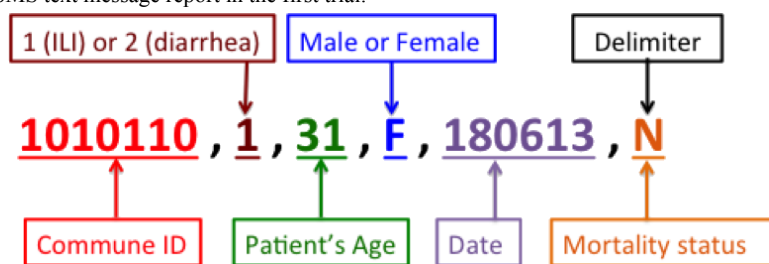 SMS text message report in the first trial.
1 (ILI) or 2 (diarrhea) Male or Female Delimiter
1010110 , 1 , 31 , F , 180613 , N
Commune ID Patient's Age Date Mortality status